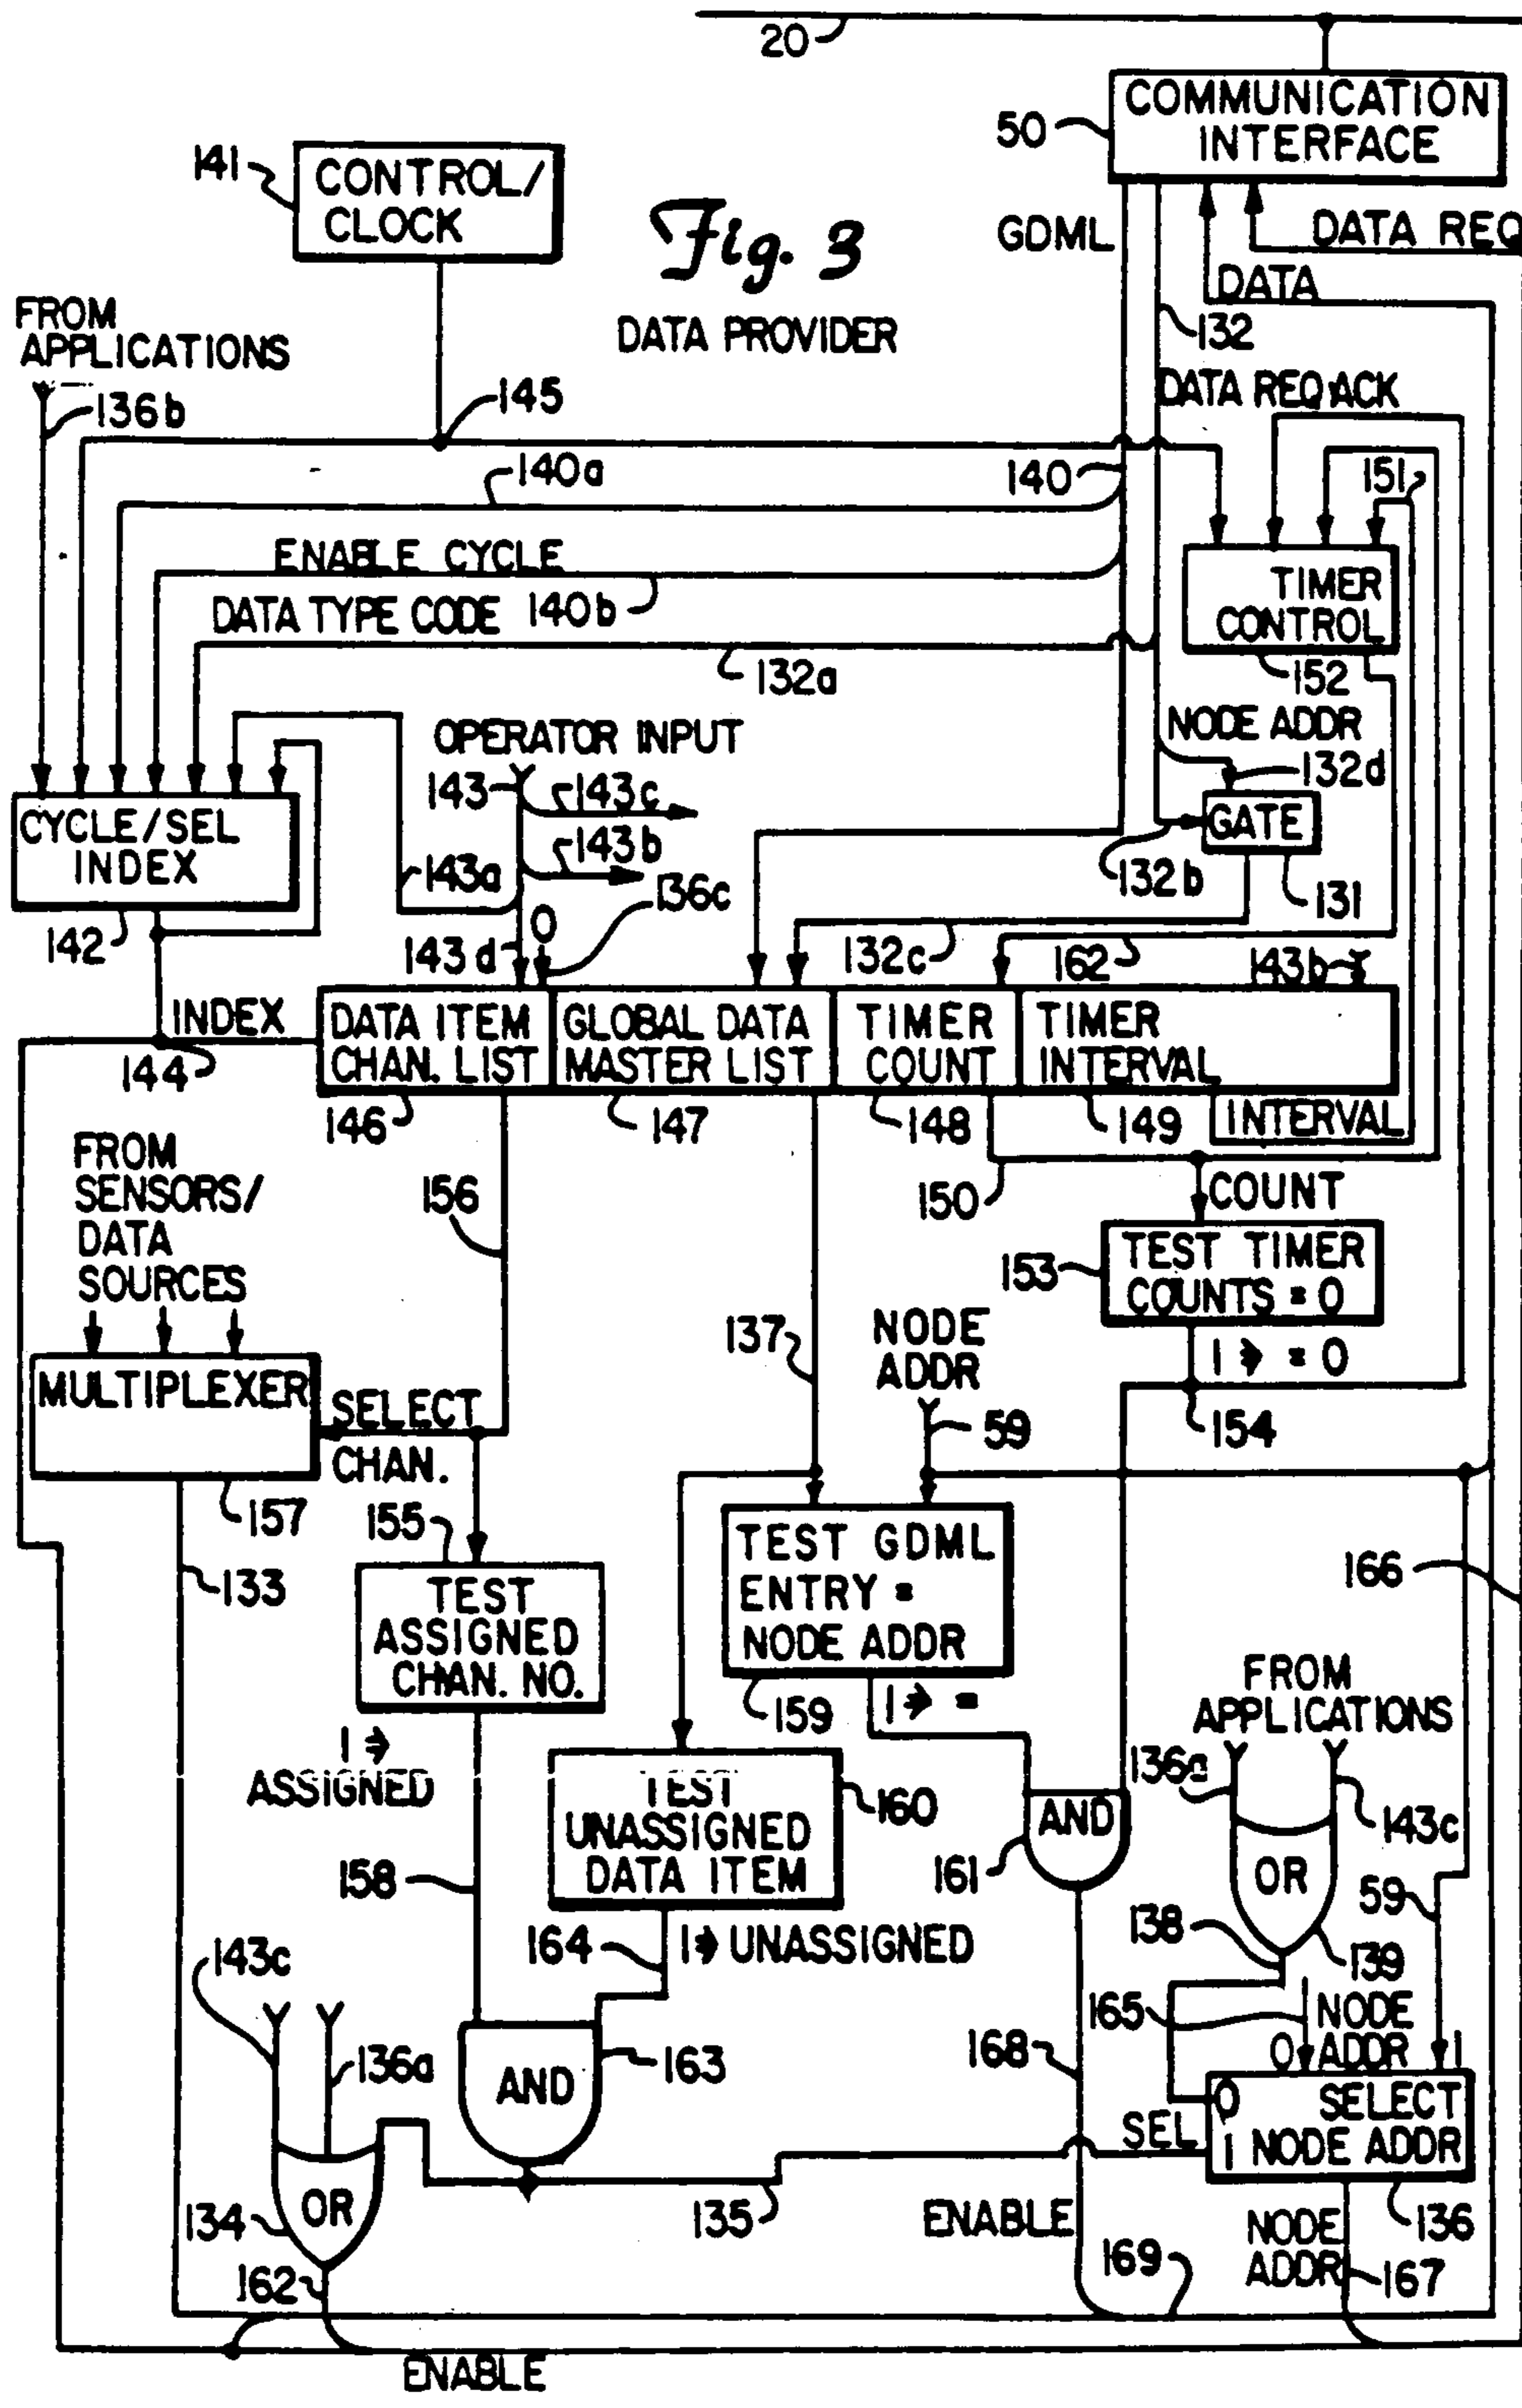 20
COMMUNICATION
INTERFACE
50
141
CONTROL/
CLOCK
Fig. 3
DATA PROVIDER
GDML
DATA REQ
DATA
132
FROM
APPLICATIONS
136b
145
DATA REQ ACK
140a
140
151
ENABLE CYCLE
DATA TYPE CODE
140b
132a
TIMER
CONTROL
152
OPERATOR INPUT
NODE ADDR
143
143c
132d
CYCLE/SEL
INDEX
143b
GATE
143a
136c
132b
131
142
143d
0
132c
162
143b
INDEX
144
DATA ITEM
CHAN. LIST
GLOBAL DATA
MASTER LIST
TIMER
COUNT
TIMER
INTERVAL
146
147
148
149
INTERVAL
FROM
SENSORS/
DATA
SOURCES
156
150
COUNT
153
TEST TIMER
COUNTS = 0
137
NODE
ADDR
1 ⇒ = 0
MULTIPLEXER
SELECT
CHAN.
59
154
157
155
133
TEST
ASSIGNED
CHAN. NO.
TEST GDML
ENTRY =
NODE ADDR
166
159
1 ⇒ =
FROM
APPLICATIONS
1 ⇒
ASSIGNED
TEST
UNASSIGNED
DATA ITEM
160
136a
143c
AND
161
OR
158
59
138
139
164
1 ⇒ UNASSIGNED
143c
165
NODE
ADDR
0
1
136a
AND
163
168
0
SELECT
1 NODE ADDR
SEL
134
OR
135
ENABLE
136
NODE
ADDR
162
169
167
ENABLE